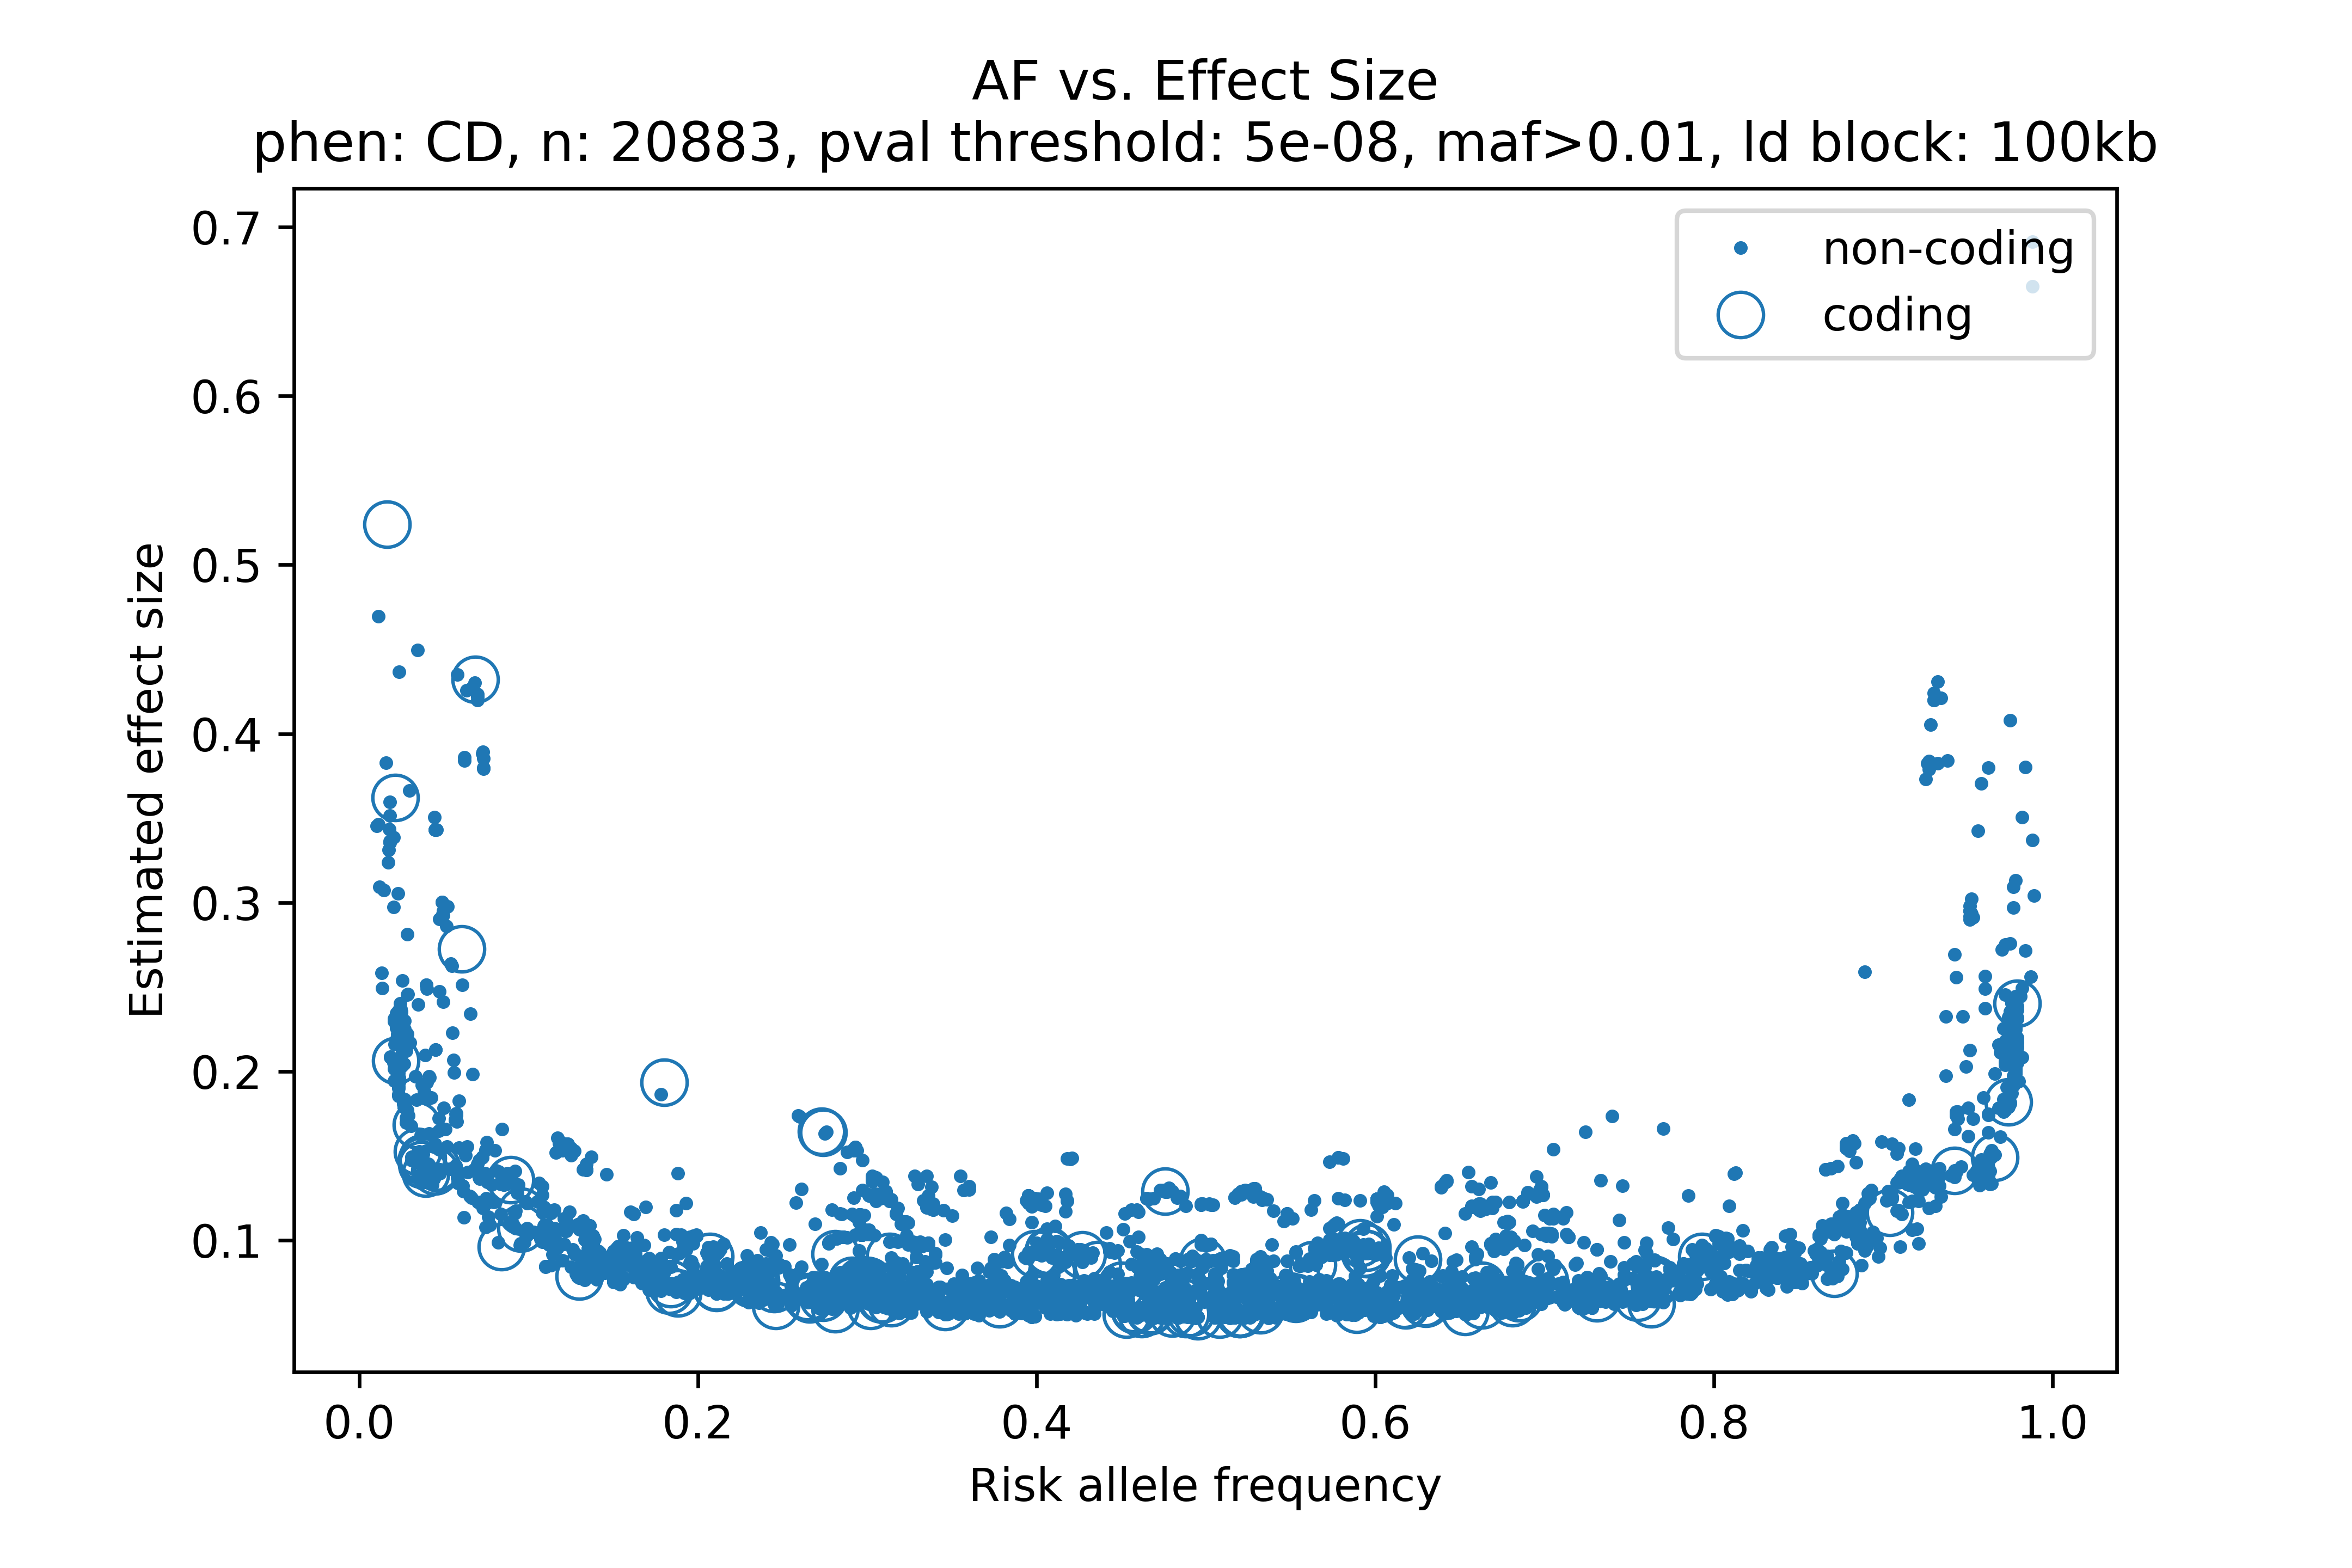 AF vs. Effect Size
phen: CD, n: 20883, pval threshold: 5e-08, maf>0.01, ld block: 100kb
non-coding
coding
0.7
0.6
0.5
0.4
0.3
0.2
0.1
Estimated effect size
0.0 0.2 0.4 0.6 0.8 1.0
Risk allele frequency